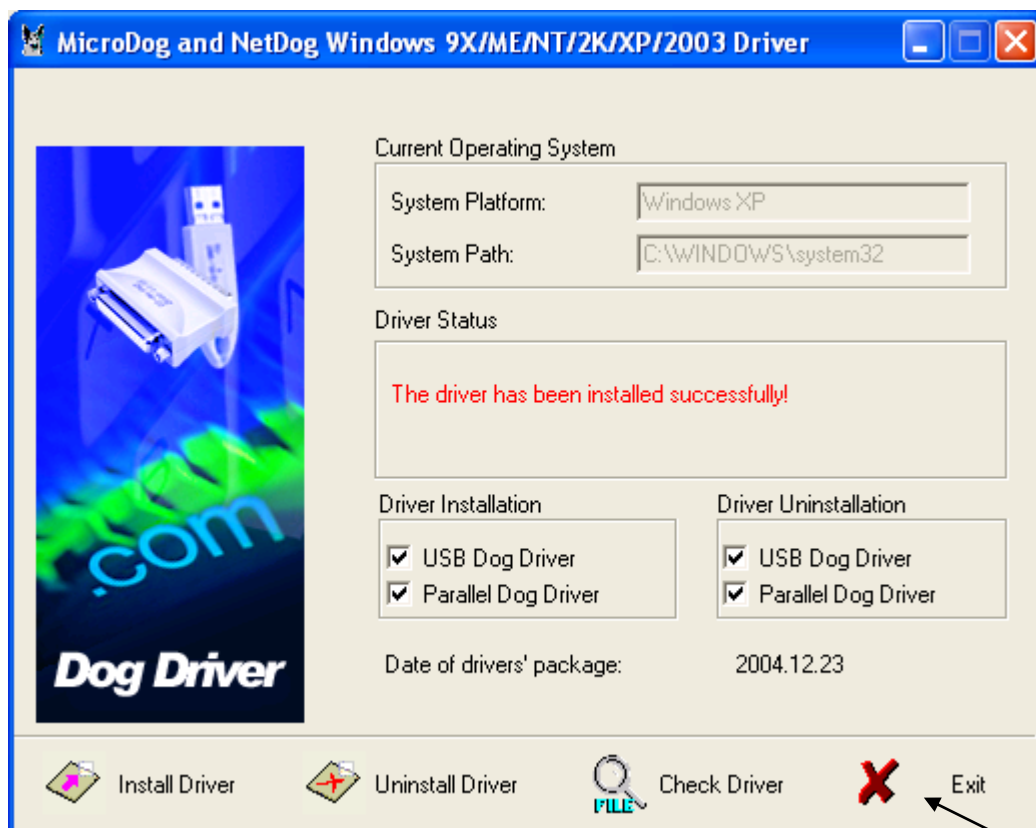 MicroDog and NetDog Windows 9X/ME/NT/2K/XP/2003 Driver
Current Operating System
System Platform: Windows XP
System Path: C:\WINDOWS\system32
Driver Status
The driver has been installed successfully!
Driver Installation
USB Dog Driver
Parallel Dog Driver
Driver Uninstallation
USB Dog Driver
Parallel Dog Driver
Date of drivers' package: 2004.12.23
.com
Dog Driver
Install Driver
Uninstall Driver
FILE
Check Driver
Exit